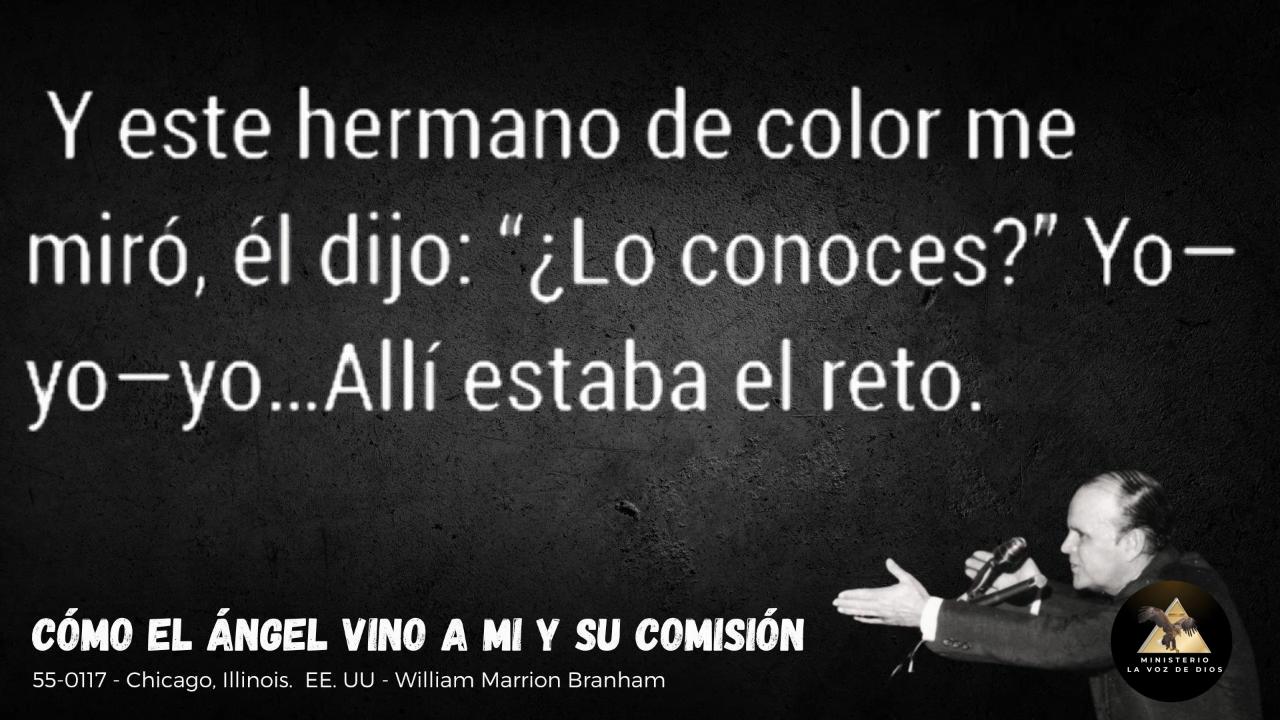 Y este hermano de color me
miró, él dijo: “¿Lo conoces?” Yo—
yo—yo...Allí estaba el reto.
CÓMO EL ÁNGEL VINO A MI Y SU COMISIÓN
55-0117 - Chicago, Illinois. EE. UU - William Marrion Branham
MINISTERIO
LA VOZ DE DIOS